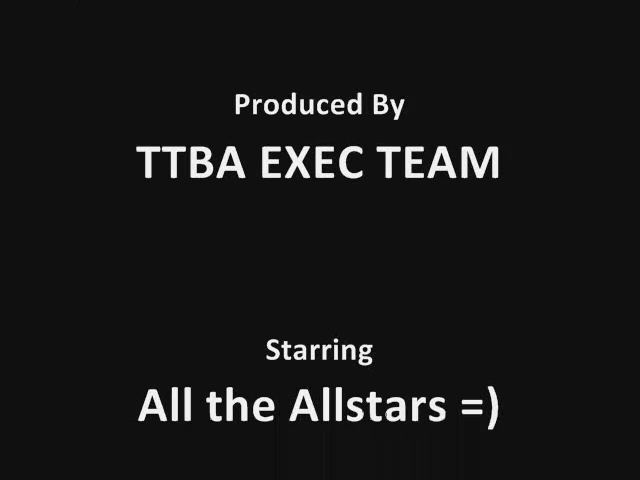 Produced By
TTBA EXEC TEAM
Starring
All the Allstars =)